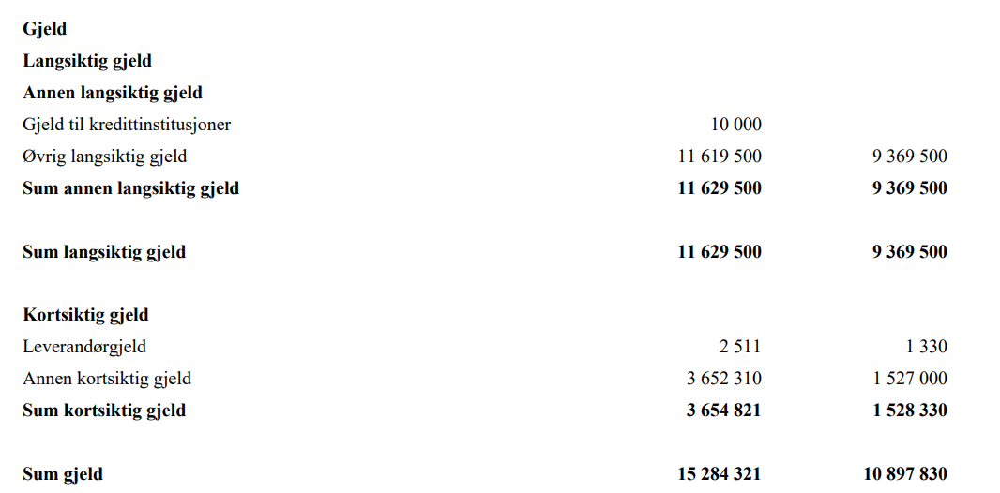 Gjeld
Langsiktig gjeld
Annen langsiktig gjeld
Gjeld til kredittinstitusjoner 10 000
Øvrig langsiktig gjeld 11 619 500 9 369 500
Sum annen langsiktig gjeld 11 629 500 9 369 500
Sum langsiktig gjeld 11 629 500 9 369 500
Kortsiktig gjeld
Leverandørgjeld 2 511 1 330
Annen kortsiktig gjeld 3 652 310 1 527 000
Sum kortsiktig gjeld 3 654 821 1 528 330
Sum gjeld 15 284 321 10 897 830